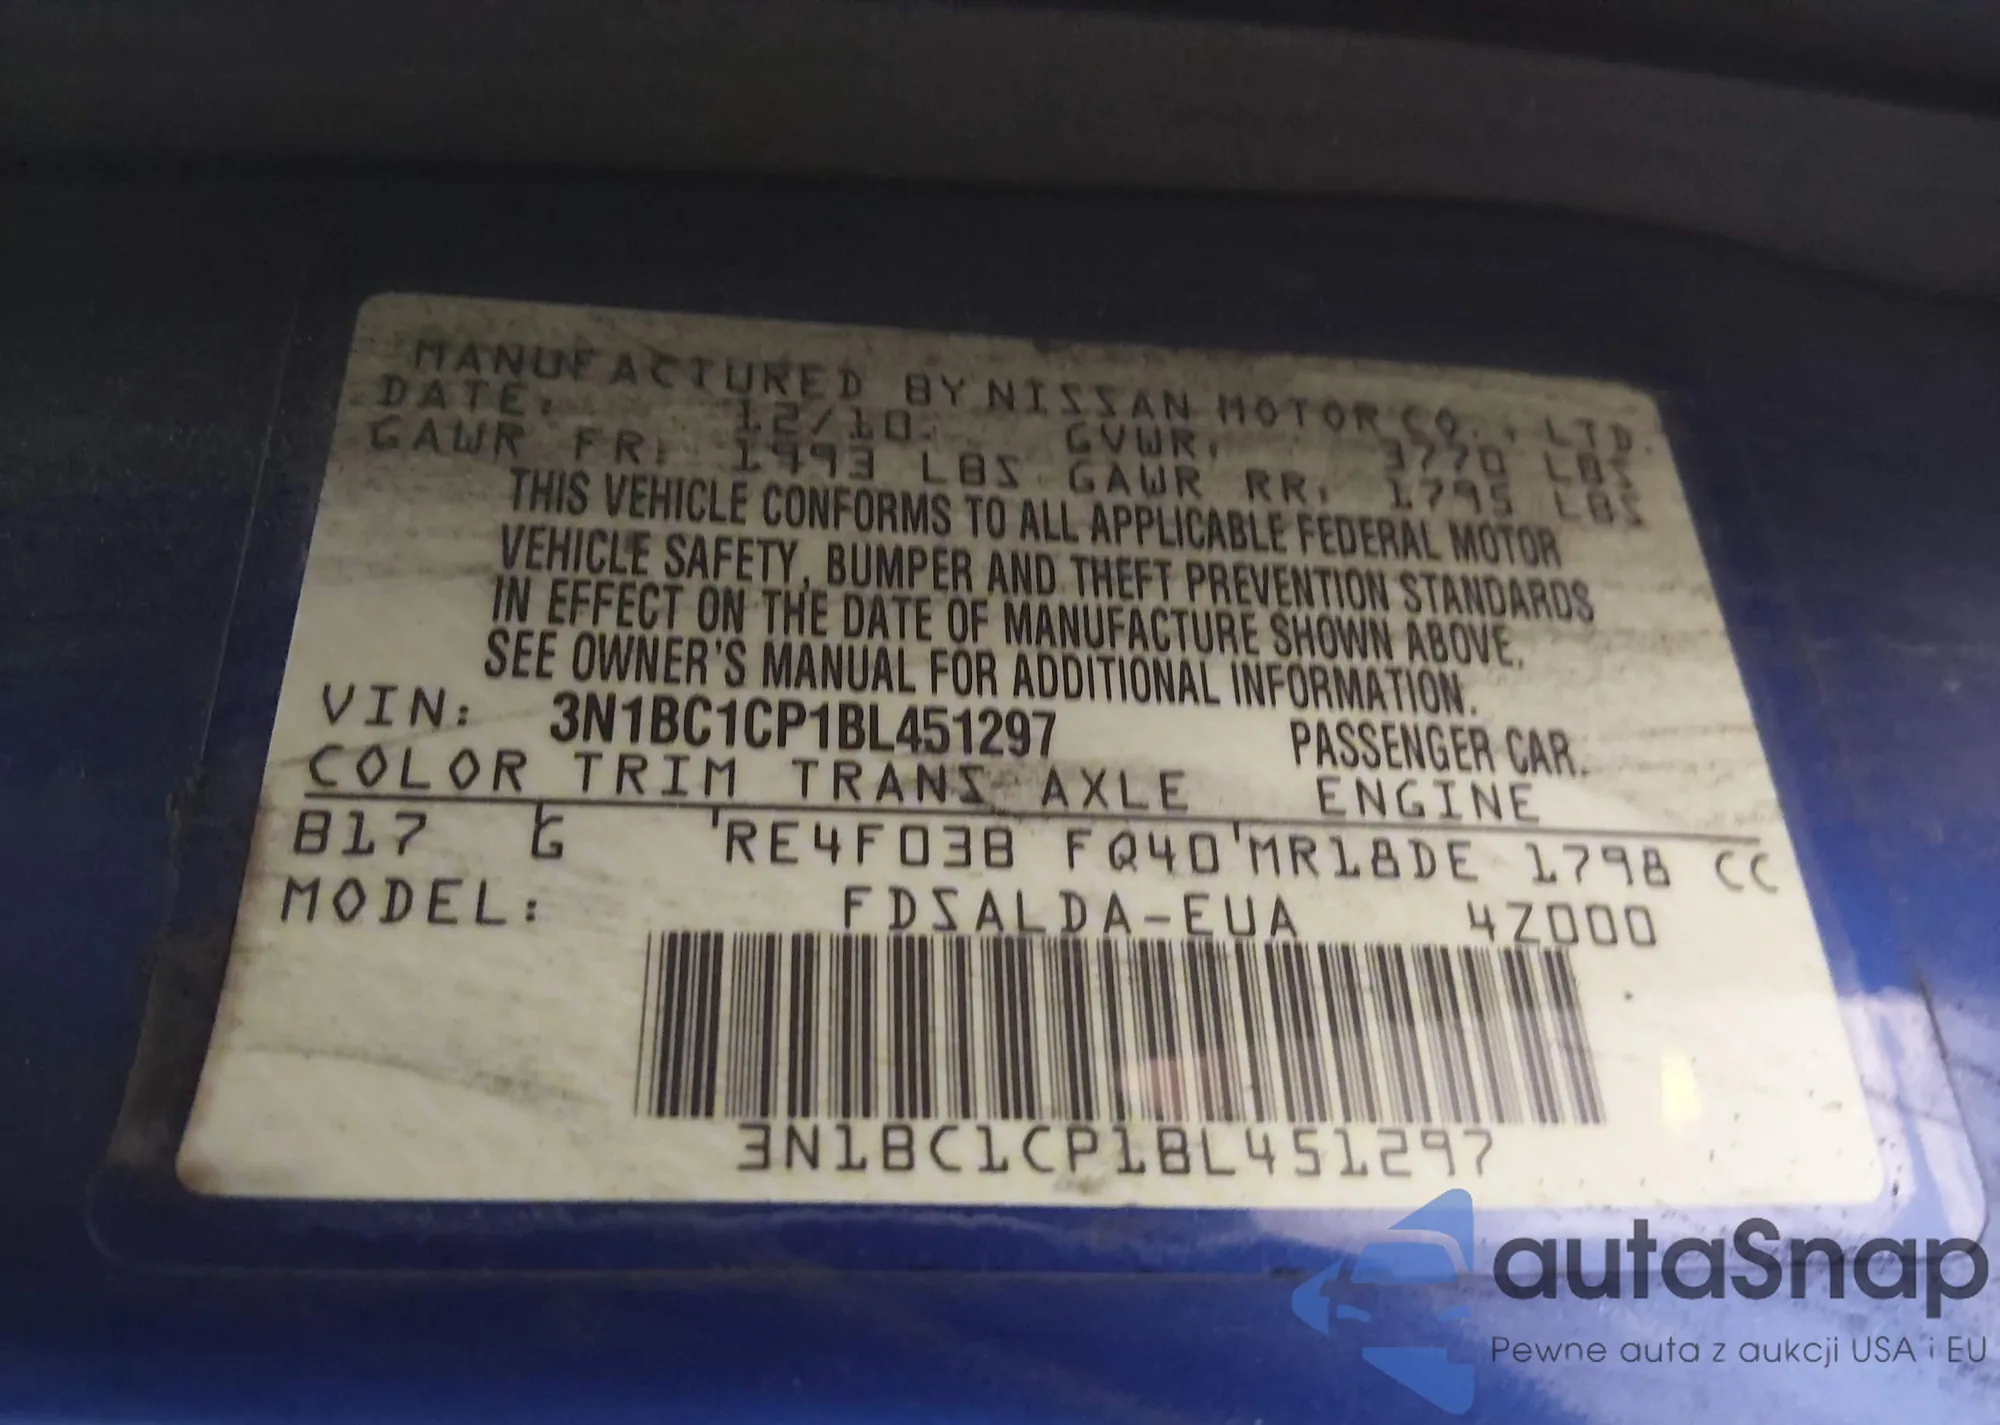 MANUFACTURED BY NISSAN MOTOR CO., LTD.
DATE: 12/10 GVWR: 3770 LBS
GAWR FR: 1993 LBS GAWR RR: 1795 LBS
THIS VEHICLE CONFORMS TO ALL APPLICABLE FEDERAL MOTOR
VEHICLE SAFETY, BUMPER AND THEFT PREVENTION STANDARDS
IN EFFECT ON THE DATE OF MANUFACTURE SHOWN ABOVE.
SEE OWNER'S MANUAL FOR ADDITIONAL INFORMATION.
VIN: 3N1BC1CP1BL451297 PASSENGER CAR.
COLOR TRIM TRANS AXLE ENGINE
B17 G 'RE4F03B FQ40'MR18DE 1798 CC
MODEL: FDSALDA-EUA 4Z000
3N1BC1CP1BL451297
autaSnap
Pewne auta z aukcji USA i EU